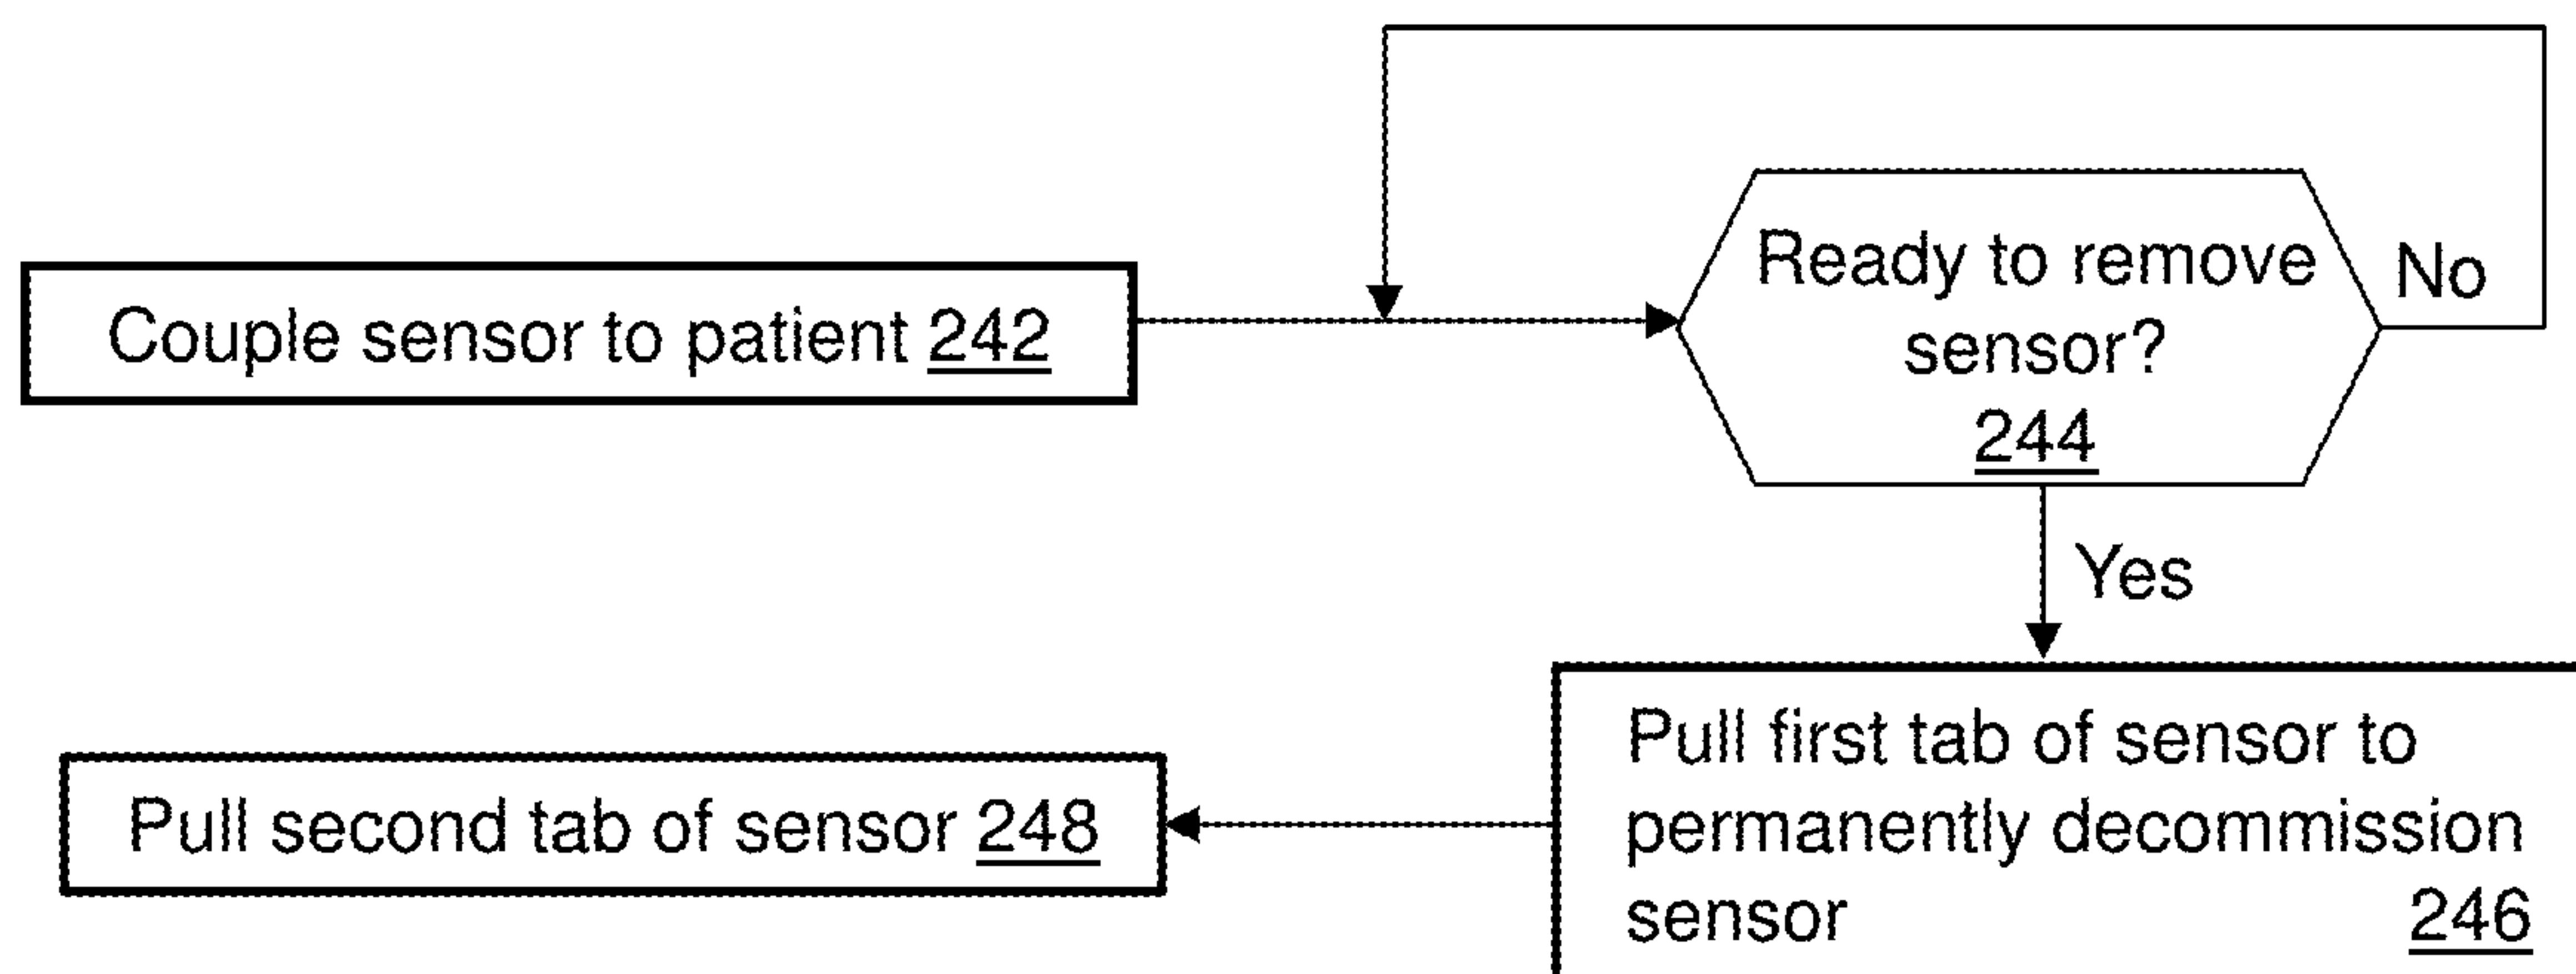 Couple sensor to patient 242
Ready to remove
sensor?
244
No
Yes
Pull first tab of sensor to
permanently decommission
sensor 246
Pull second tab of sensor 248